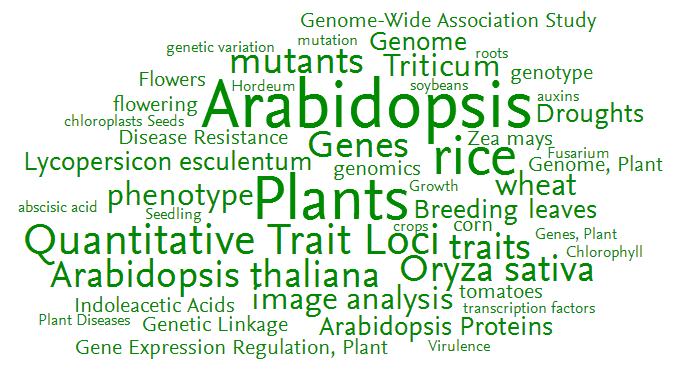 Genome-Wide Association Study
genetic variation mutation Genome
mutants Triticum roots
Flowers Hordeum soybeans genotype
flowering Arabidopsis auxins
chloroplasts Seeds Droughts
Disease Resistance Genes rice Zea mays
Lycopersicon esculentum genomics Fusarium
Genome, Plant
phenotype Plants Growth wheat
abscisic acid Seedling Breeding leaves
Quantitative Trait Loci crops corn Genes, Plant
traits Chlorophyll
Arabidopsis thaliana Oryza sativa
Indoleacetic Acids image analysis tomatoes
transcription factors
Plant Diseases Genetic Linkage Arabidopsis Proteins
Gene Expression Regulation, Plant Virulence